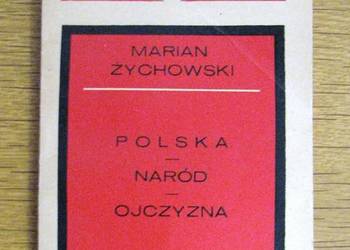 MARIAN
ŻYCHOWSKI
POLSKA
—
NARÓD
—
OJCZYZNA